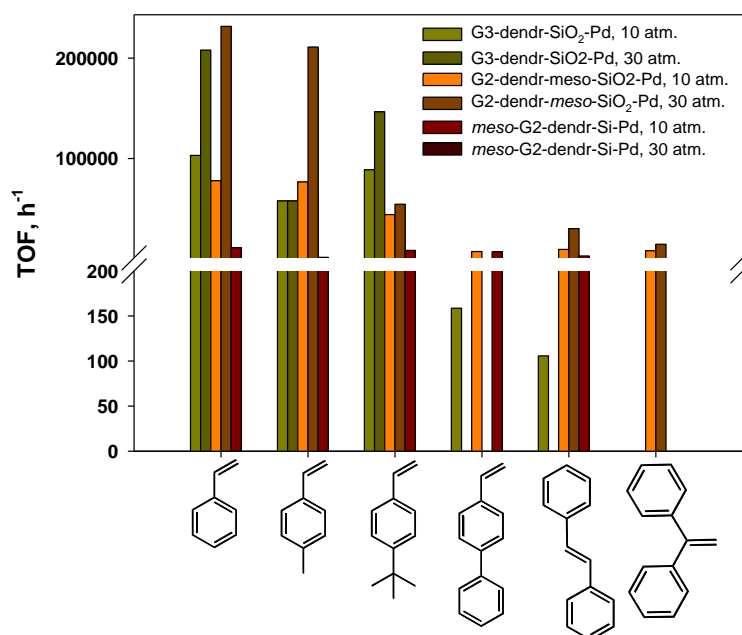 G3-dendr-SiO₂-Pd, 10 atm.
G3-dendr-SiO2-Pd, 30 atm.
G2-dendr-meso-SiO2-Pd, 10 atm.
G2-dendr-meso-SiO₂-Pd, 30 atm.
meso-G2-dendr-Si-Pd, 10 atm.
meso-G2-dendr-Si-Pd, 30 atm.
TOF, h⁻¹
200000
100000
200
150
100
50
0